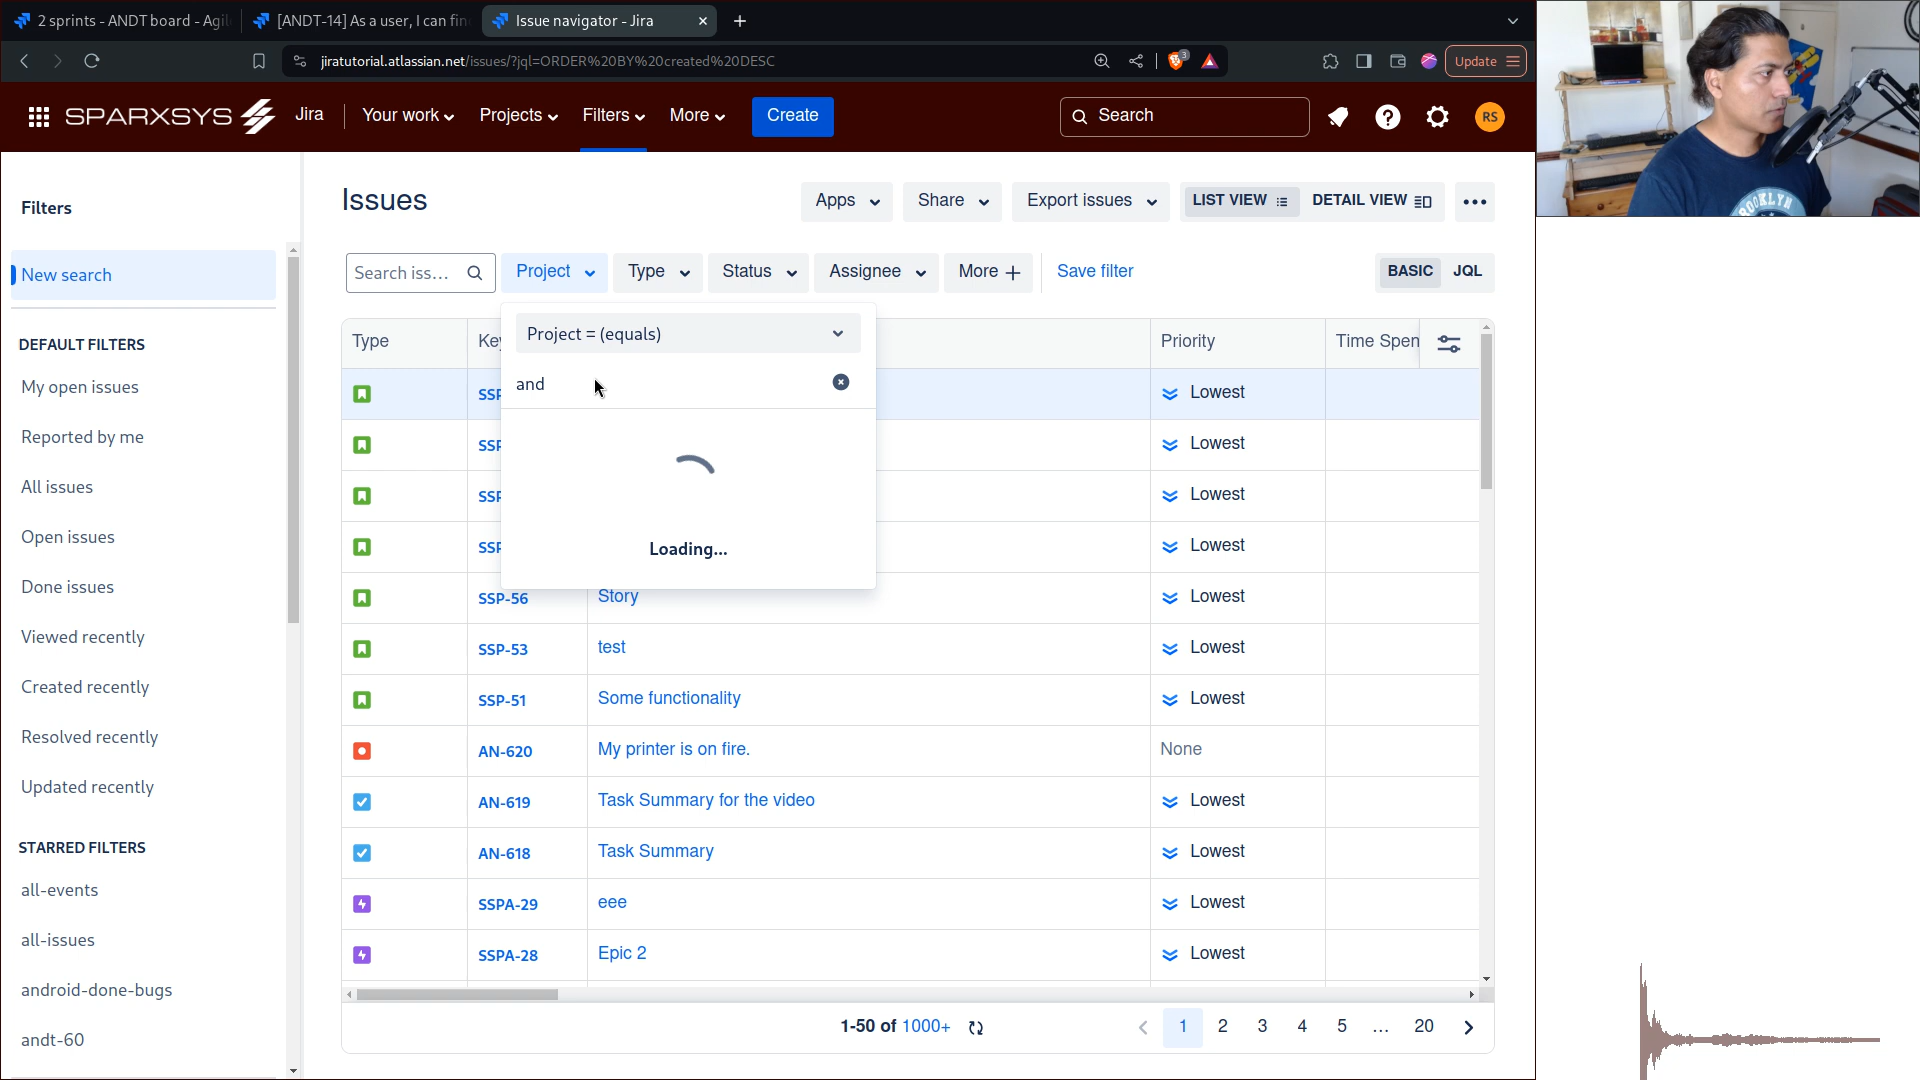 2 sprints - ANDT board - Agil
[ANDT-14] As a user, I can fin
Issue navigator - Jira
jiratutorial.atlassian.net/issues/?jql=ORDER%20BY%20created%20DESC
3
Update
SPARXSYS
Jira
Your work
Projects
Filters
More
Create
Search
RS
Filters
New search
DEFAULT FILTERS
My open issues
Reported by me
All issues
Open issues
Done issues
Viewed recently
Created recently
Resolved recently
Updated recently
STARRED FILTERS
all-events
all-issues
android-done-bugs
andt-60
Issues
Apps
Share
Export issues
LIST VIEW
DETAIL VIEW
Search iss...
Project
Type
Status
Assignee
More
Save filter
BASIC
JQL
Project = (equals)
and
Loading...
Type
Key
Priority
Time Spen
SSP
Lowest
SSP
Lowest
SSP
Lowest
SSP
Lowest
SSP-56
Story
Lowest
SSP-53
test
Lowest
SSP-51
Some functionality
Lowest
AN-620
My printer is on fire.
None
AN-619
Task Summary for the video
Lowest
AN-618
Task Summary
Lowest
SSPA-29
eee
Lowest
SSPA-28
Epic 2
Lowest
1-50 of 1000+
1
2
3
4
5
...
20
BROOKLYN